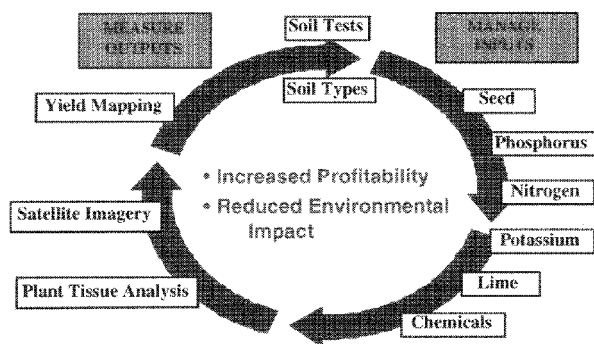 MEASURE
OUTPUTS
Soil Tests
MANAGE
INPUTS
Soil Types
Seed
Yield Mapping
Phosphorus
• Increased Profitability
• Reduced Environmental
Impact
Nitrogen
Satellite Imagery
Potassium
Plant Tissue Analysis
Lime
Chemicals